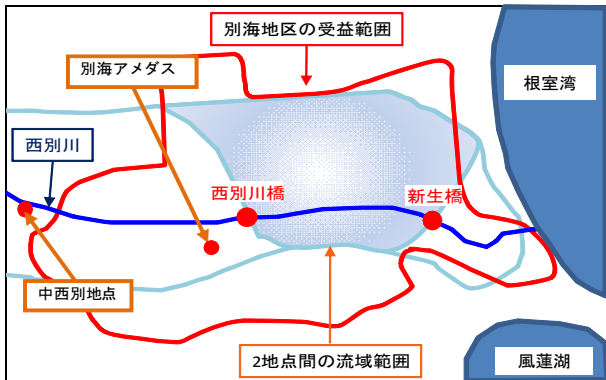 別海地区の受益範囲
別海アメダス
根室湾
西別川
西別川橋
新生橋
中西別地点
2地点間の流域範囲
風蓮湖